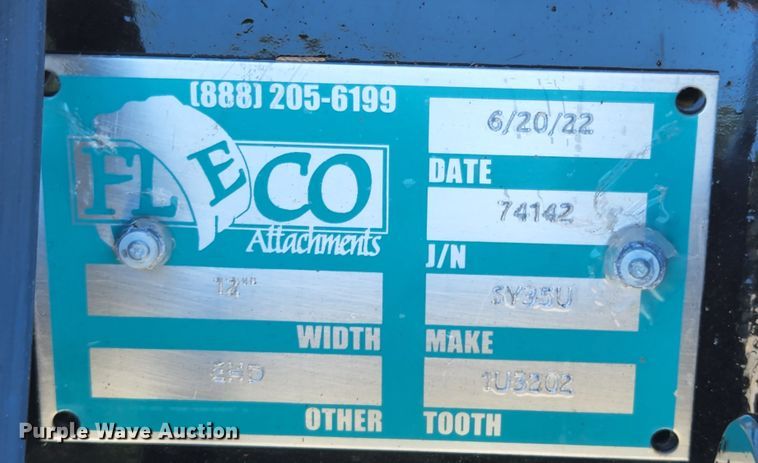 (888) 205-6199
FLECO
Attachments
6/20/22
DATE
74142
J/N
12"
WIDTH
SY35U
MAKE
OTHER
1U3202
TOOTH
Purple Wave Auction